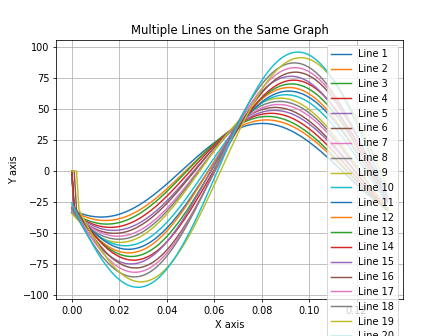 Multiple Lines on the Same Graph
100
75
50
25
0
−25
−50
−75
−100
Y axis
0.00
0.02
0.04
0.06
0.08
0.10
X axis
Line 1
Line 2
Line 3
Line 4
Line 5
Line 6
Line 7
Line 8
Line 9
Line 10
Line 11
Line 12
Line 13
Line 14
Line 15
Line 16
Line 17
Line 18
Line 19
Line 20